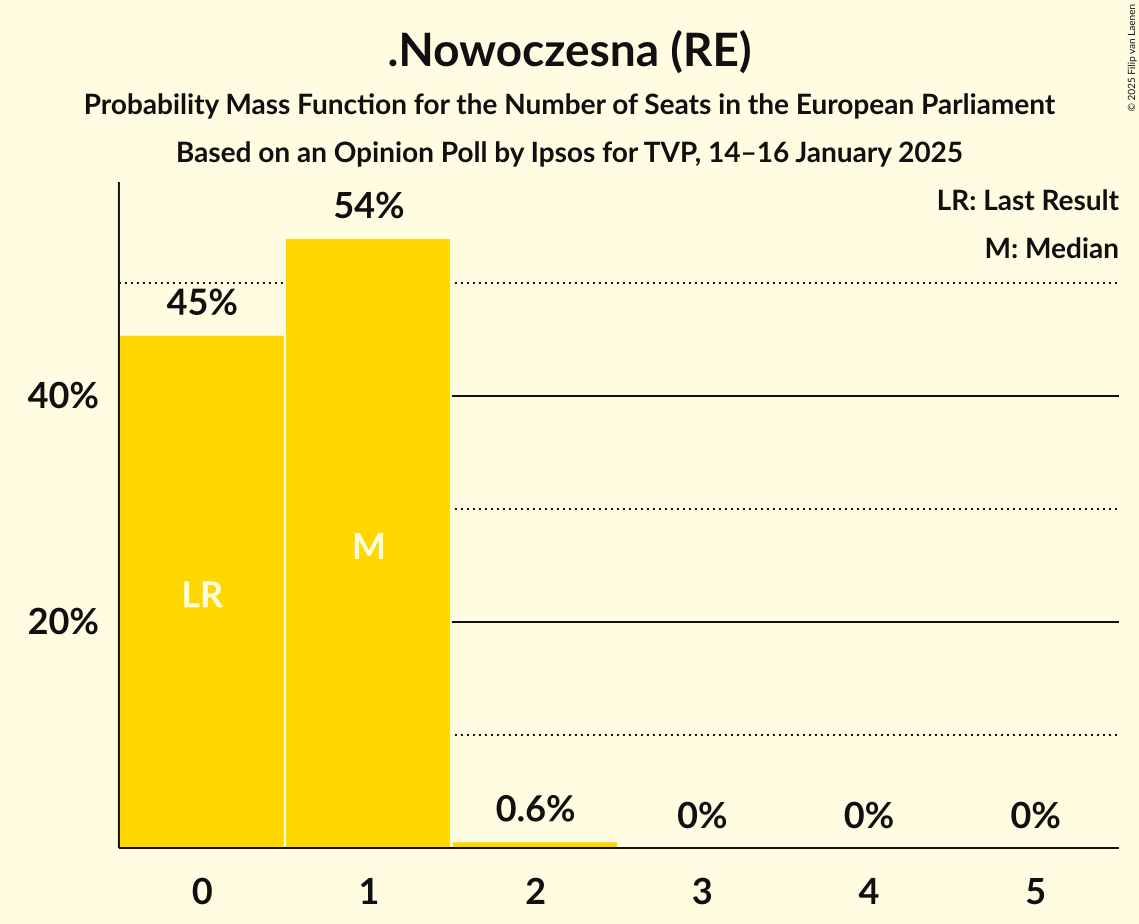 .Nowoczesna (RE)
Probability Mass Function for the Number of Seats in the European Parliament
Based on an Opinion Poll by Ipsos for TVP, 14–16 January 2025
© 2025 Filip van Laenen
LR: Last Result
M: Median
54%
45%
40%
M
LR
20%
0.6%
0%
0%
0%
0
1
2
3
4
5